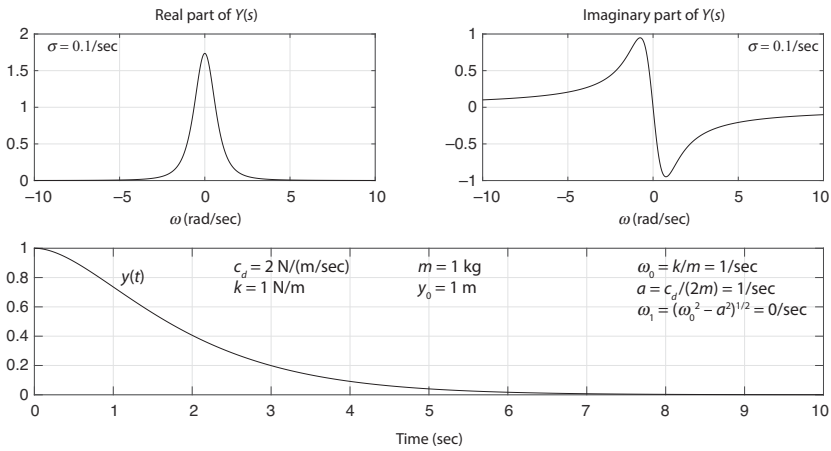 Real part of Y(s)
σ = 0.1/sec
2
1.5
1
0.5
0
−10 −5 0 5 10
ω (rad/sec)
Imaginary part of Y(s)
σ = 0.1/sec
1
0.5
0
−0.5
−1
−10 −5 0 5 10
ω (rad/sec)
1
0.8
0.6
0.4
0.2
0
y(t)
c_d = 2 N/(m/sec)
k = 1 N/m
m = 1 kg
y_0 = 1 m
ω_0 = k/m = 1/sec
a = c_d/(2m) = 1/sec
ω_1 = (ω_0^2 − a^2)^{1/2} = 0/sec
0 1 2 3 4 5 6 7 8 9 10
Time (sec)